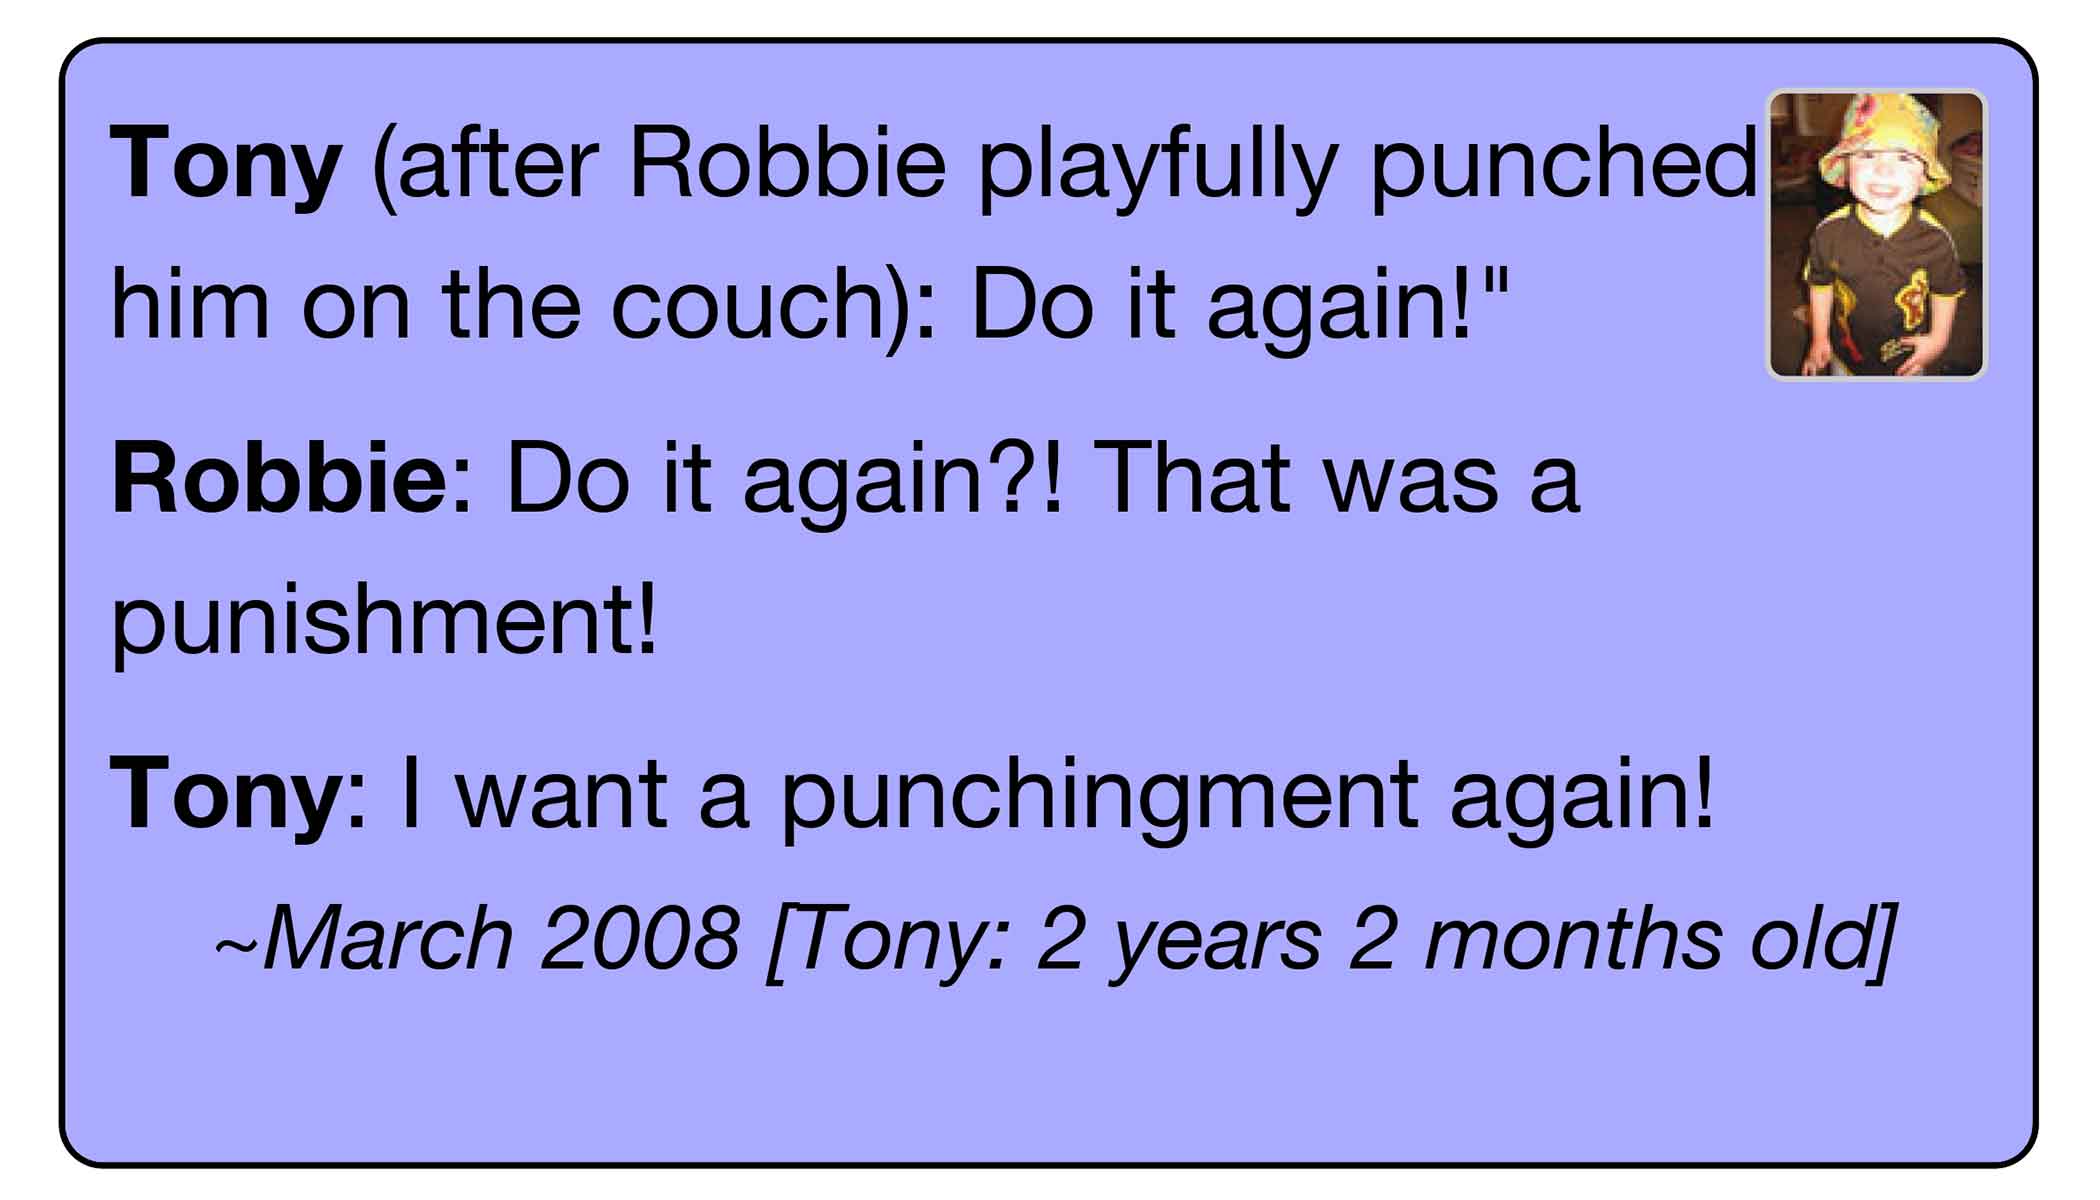 Tony (after Robbie playfully punched
him on the couch): Do it again!"
Robbie: Do it again?! That was a
punishment!
Tony: I want a punchingment again!
~March 2008 [Tony: 2 years 2 months old]